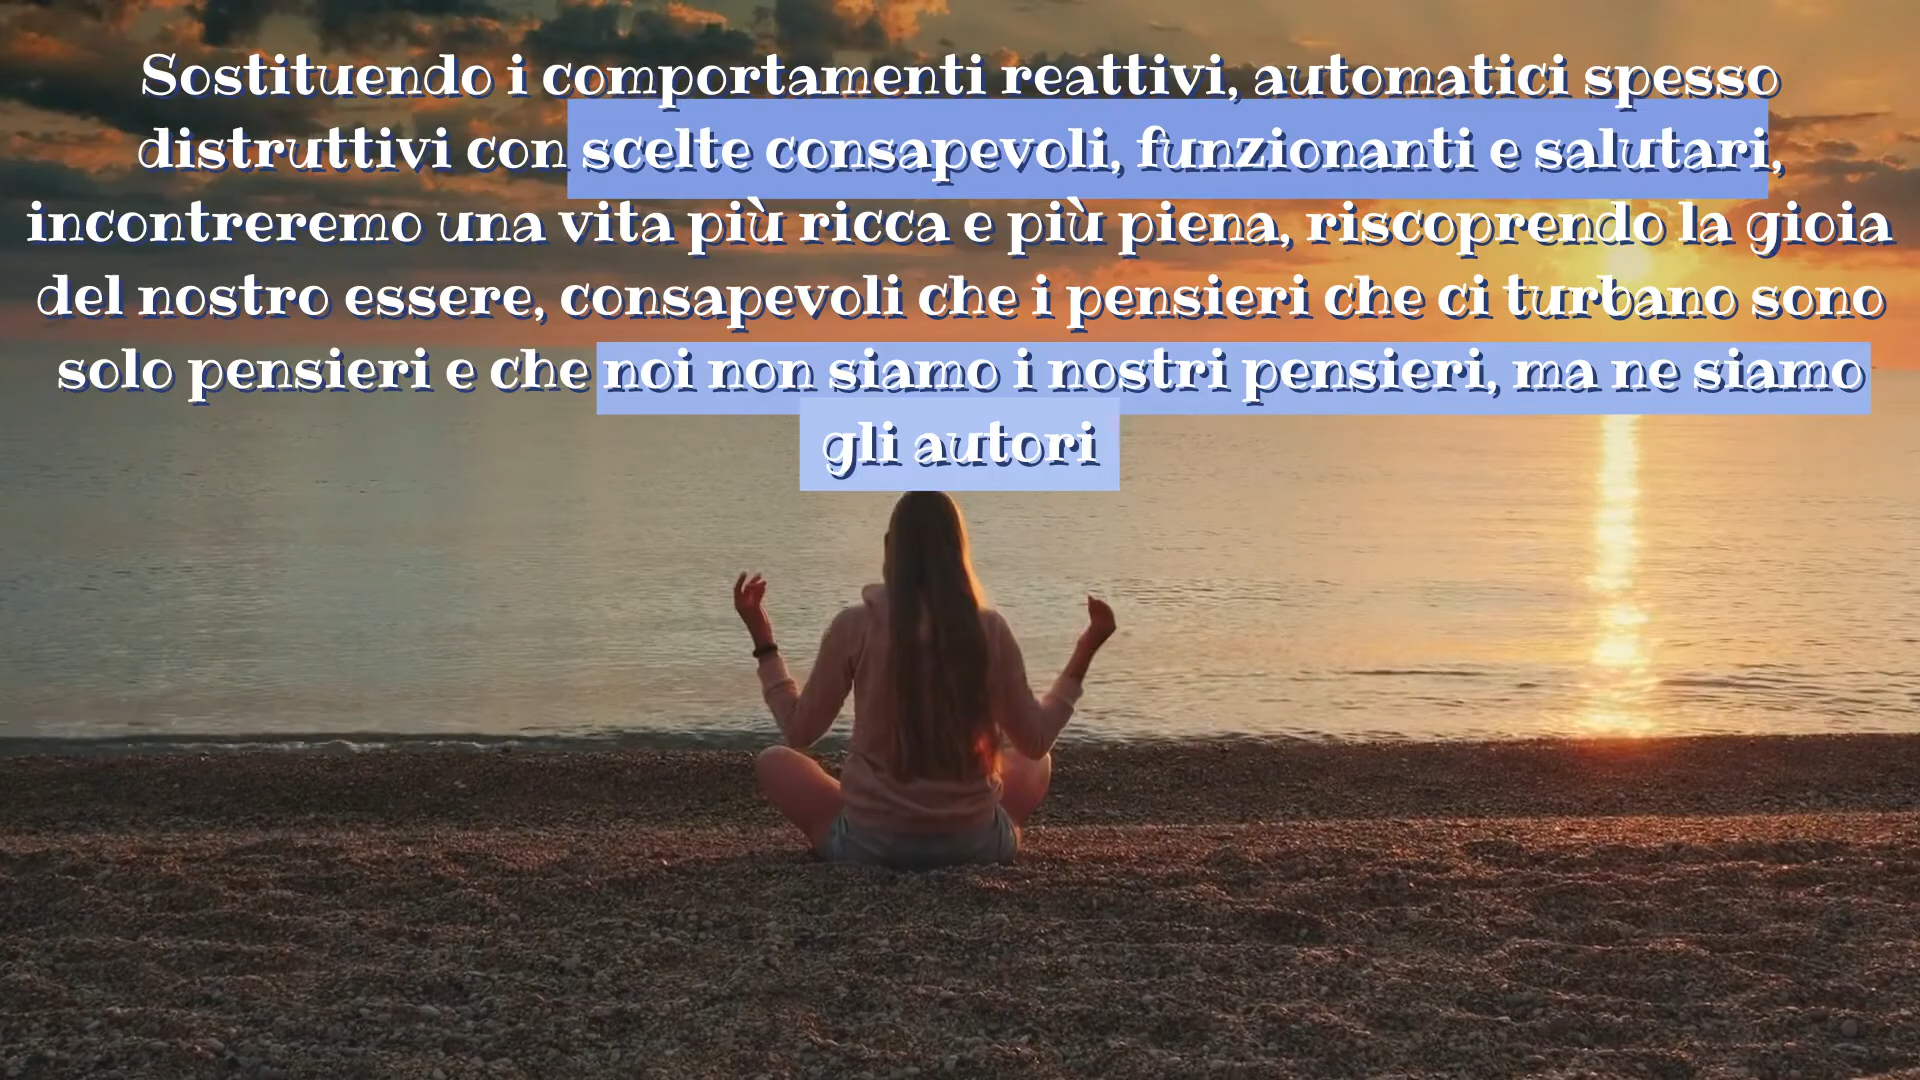 Sostituendo i comportamenti reattivi, automatici spesso
distruttivi con scelte consapevoli, funzionanti e salutari,
incontreremo una vita più ricca e più piena, riscoprendo la gioia
del nostro essere, consapevoli che i pensieri che ci turbano sono
solo pensieri e che noi non siamo i nostri pensieri, ma ne siamo
gli autori